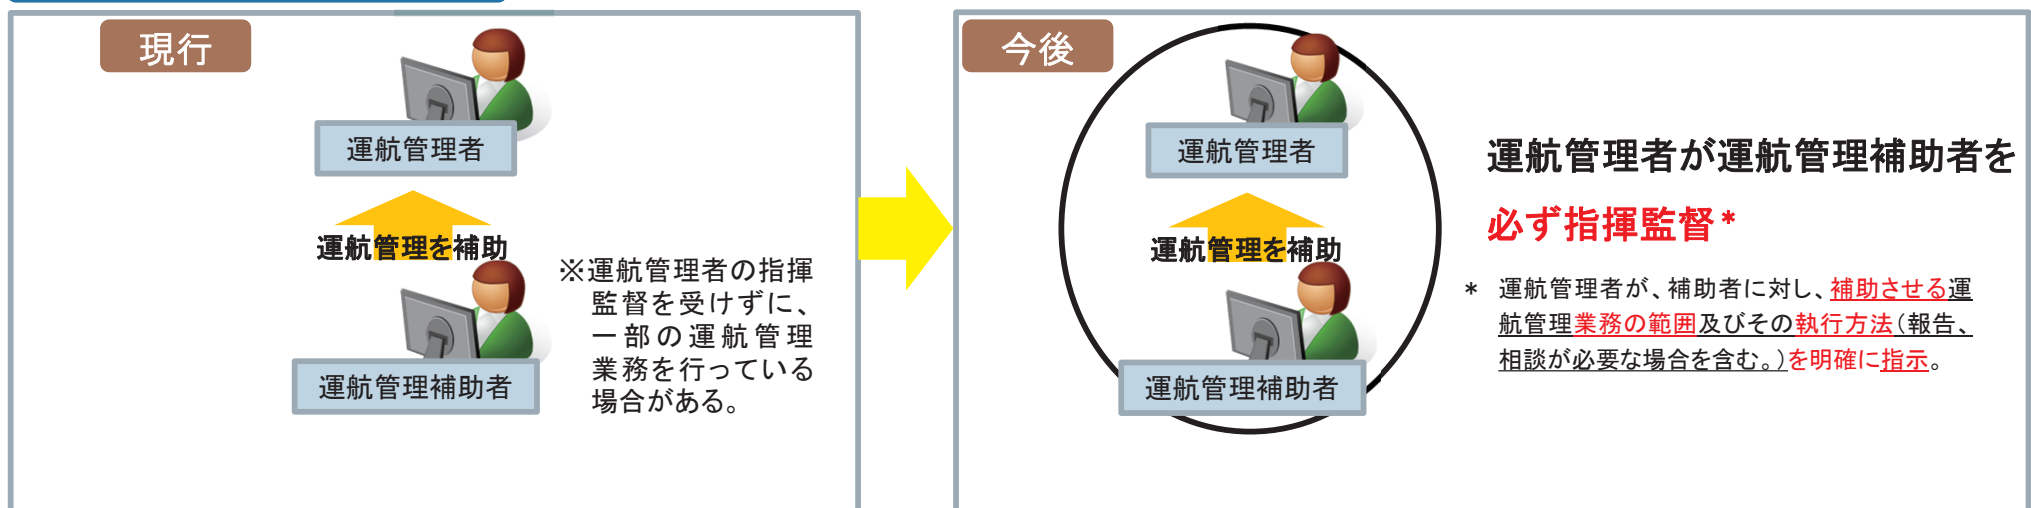 現行
運航管理者
運航管理を補助
運航管理補助者
※運航管理者の指揮
監督を受けずに、
一部の運航管理
業務を行っている
場合がある。
今後
運航管理者
運航管理を補助
運航管理補助者
運航管理者が運航管理補助者を
必ず指揮監督*
* 運航管理者が、補助者に対し、補助させる運
航管理業務の範囲及びその執行方法(報告、
相談が必要な場合を含む。)を明確に指示。